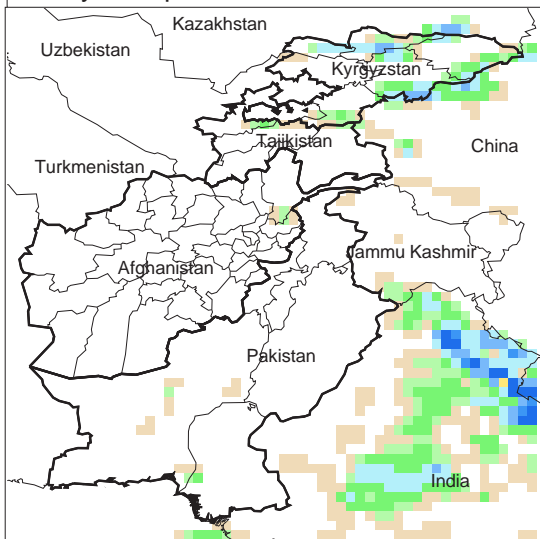 Kazakhstan
Uzbekistan
Kyrgyzstan
Tajikistan
China
Turkmenistan
Jammu Kashmir
Afghanistan
Pakistan
India